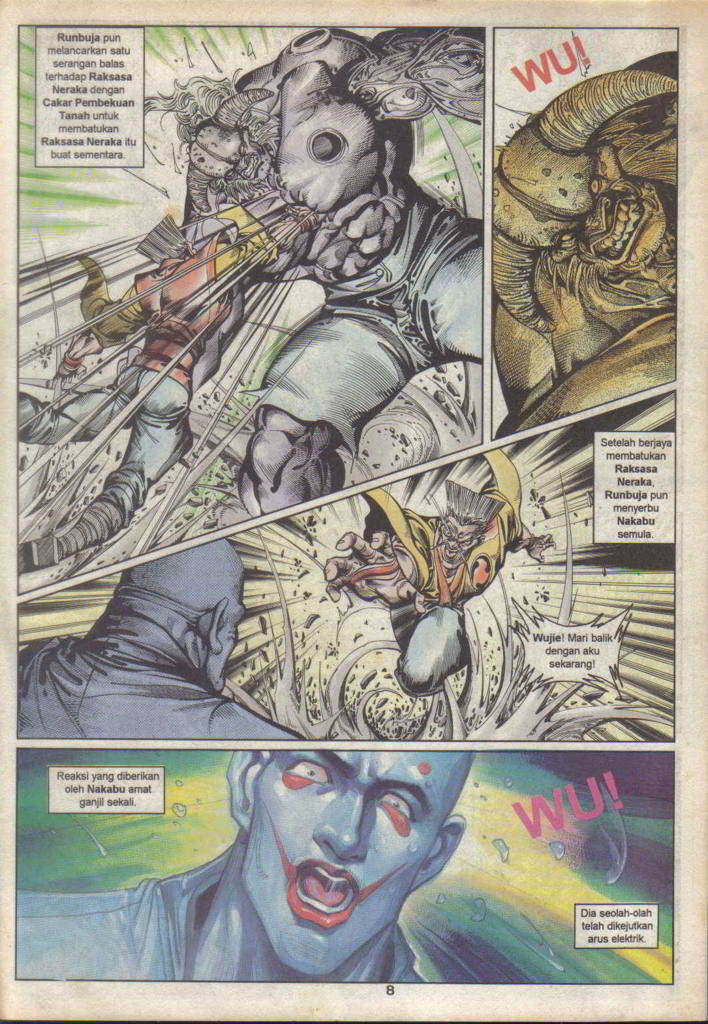 Runbuja pun
melancarkan satu
serangan balas
terhadap Raksasa
Neraka dengan
Cakar Pembekuan
Tanah untuk
membatukan
Raksasa Neraka itu
buat sementara.
WU!
Setelah berjaya
membatukan
Raksasa
Neraka,
Runbuja pun
menyerbu
Nakabu
semula.
Wujie! Mari balik
dengan aku
sekarang!
Reaksi yang diberikan
oleh Nakabu amat
ganjil sekali.
WU!
Dia seolah-olah
telah dikejutkan
arus elektrik.
8